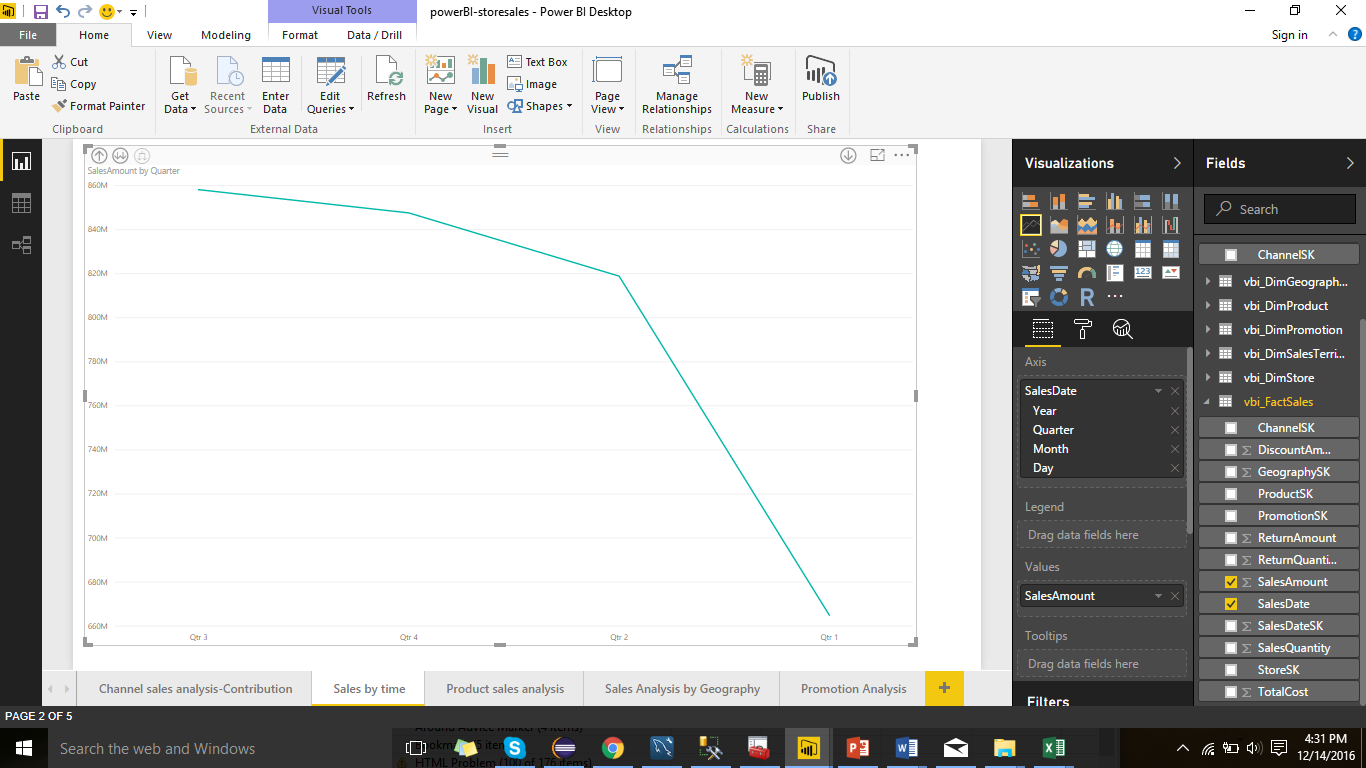 Visual Tools
powerBI-storesales - Power BI Desktop
File
Home
View
Modeling
Format
Data / Drill
Sign in
?
Paste
Cut
Copy
Format Painter
Clipboard
Get Data
Recent Sources
Enter Data
Edit Queries
Refresh
External Data
New Page
New Visual
Text Box
Image
Shapes
Insert
Page View
View
Manage Relationships
Relationships
New Measure
Calculations
Publish
Share
SalesAmount by Quarter
860M
840M
820M
800M
780M
760M
740M
720M
700M
680M
660M
Qtr 3
Qtr 4
Qtr 2
Qtr 1
Visualizations
123
R
Axis
SalesDate
Year
Quarter
Month
Day
Legend
Drag data fields here
Values
SalesAmount
Tooltips
Drag data fields here
Filters
Fields
Search
ChannelSK
vbi_DimGeograph...
vbi_DimProduct
vbi_DimPromotion
vbi_DimSalesTerri...
vbi_DimStore
vbi_FactSales
ChannelSK
DiscountAm...
GeographySK
ProductSK
PromotionSK
ReturnAmount
ReturnQuanti...
SalesAmount
SalesDate
SalesDateSK
SalesQuantity
StoreSK
TotalCost
Channel sales analysis-Contribution
Sales by time
Product sales analysis
Sales Analysis by Geography
Promotion Analysis
+
PAGE 2 OF 5
Search the web and Windows
HTML Problem (100 of 176 items)
4:31 PM
12/14/2016